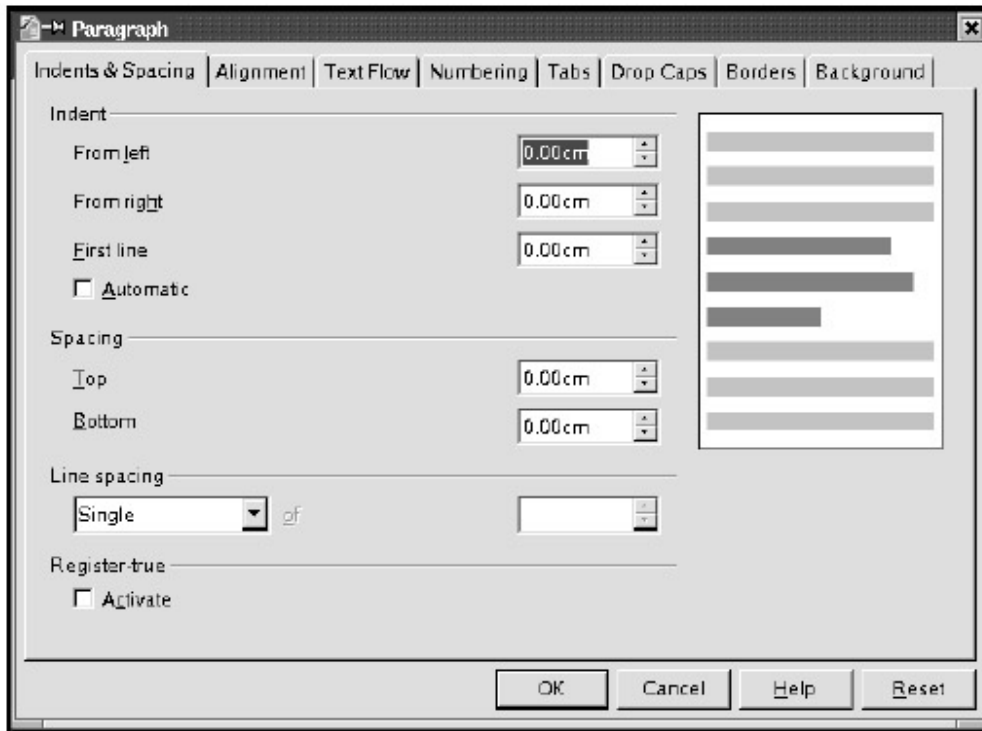 Paragraph
Indents & Spacing Alignment Text Flow Numbering Tabs Drop Caps Borders Background
Indent
From left 0.00cm
From right 0.00cm
First line 0.00cm
Automatic
Spacing
Top 0.00cm
Bottom 0.00cm
Line spacing
Single of
Register-true
Activate
OK Cancel Help Reset